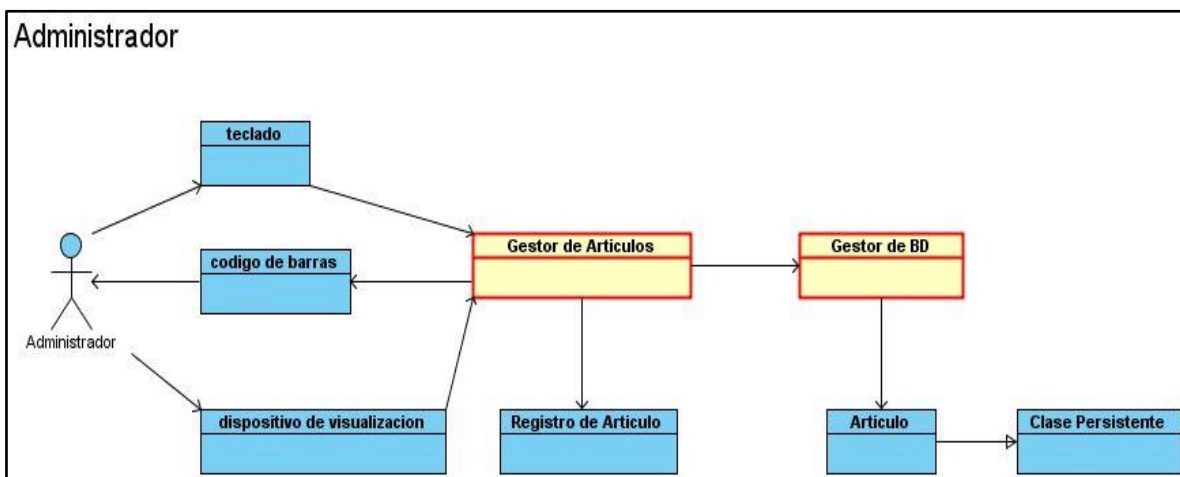 Administrador
teclado
Gestor de Articulos
Gestor de BD
codigo de barras
Administrador
dispositivo de visualizacion
Registro de Articulo
Articulo
Clase Persistente